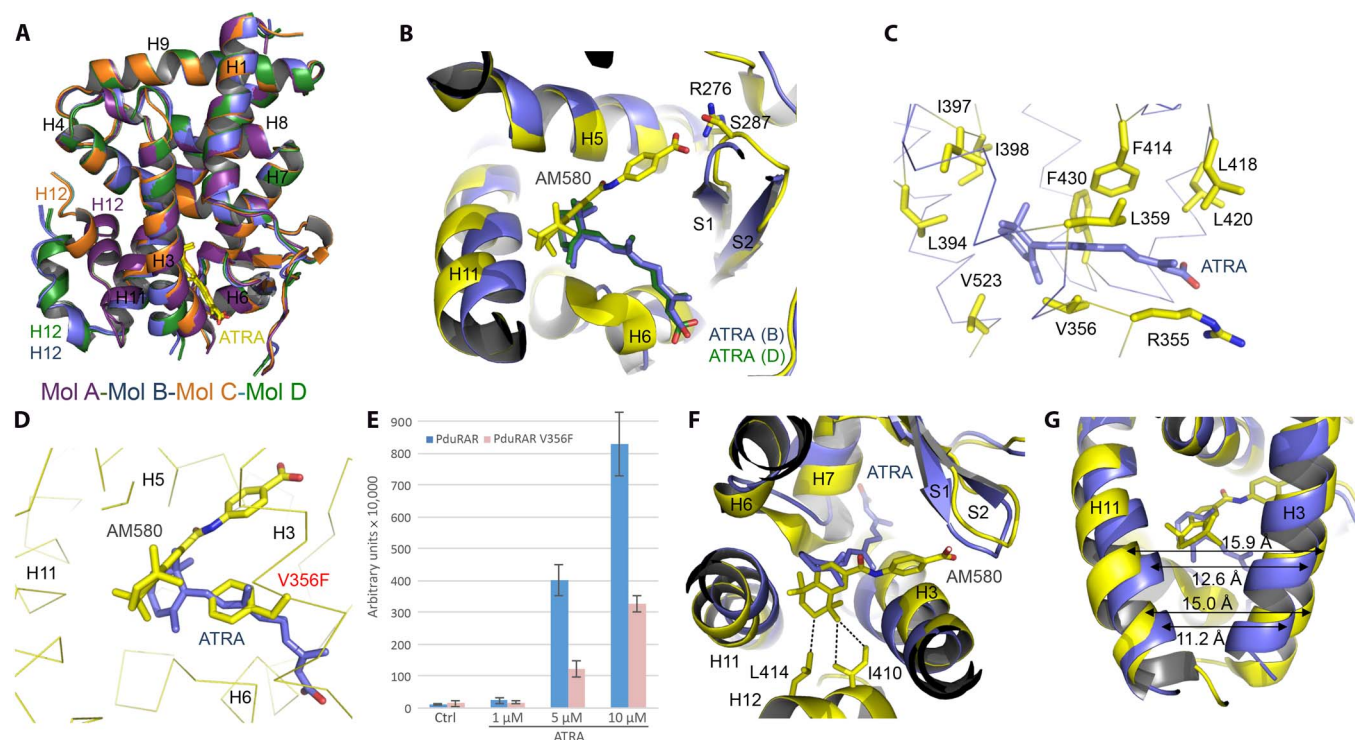 A
H9
H1
H4
H8
H7
H12
H12
H3
H11
H6
H12
H12
ATRA
Mol A-Mol B-Mol C-Mol D
B
R276
S287
H5
AM580
S1
S2
H11
H6
ATRA (B)
ATRA (D)
C
I397
I398
F414
L418
F430
L359
L394
L420
ATRA
V523
V356
R355
D
H5
AM580
H3
H11
V356F
ATRA
H6
E
PduRAR
PduRAR V356F
Arbitrary units x 10,000
900
800
700
600
500
400
300
200
100
0
Ctrl
1 µM
5 µM
10 µM
ATRA
F
H7
ATRA
S1
H6
S2
AM580
H3
H11
L414
I410
H12
G
H11
H3
15.9 Å
12.6 Å
15.0 Å
11.2 Å